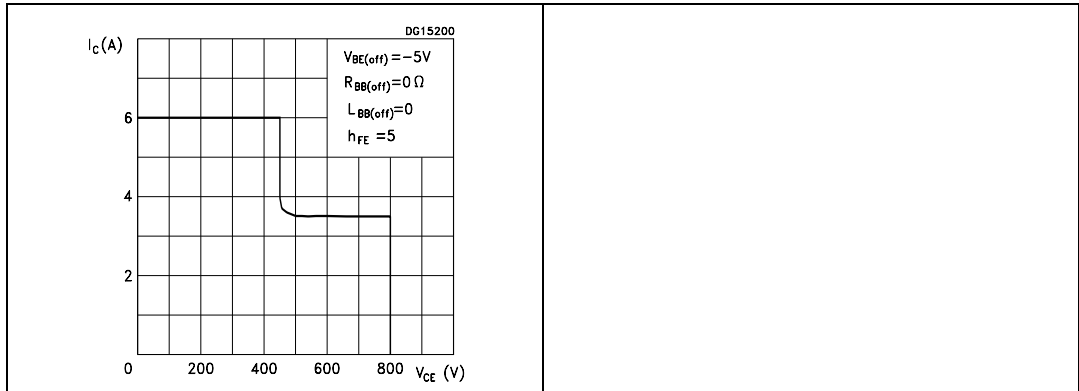 DG15200
I_C(A)
V_BE(off) =-5V
R_BB(off)=0 Ω
L_BB(off)=0
h_FE =5
6
4
2
0 200 400 600 800 V_CE (V)